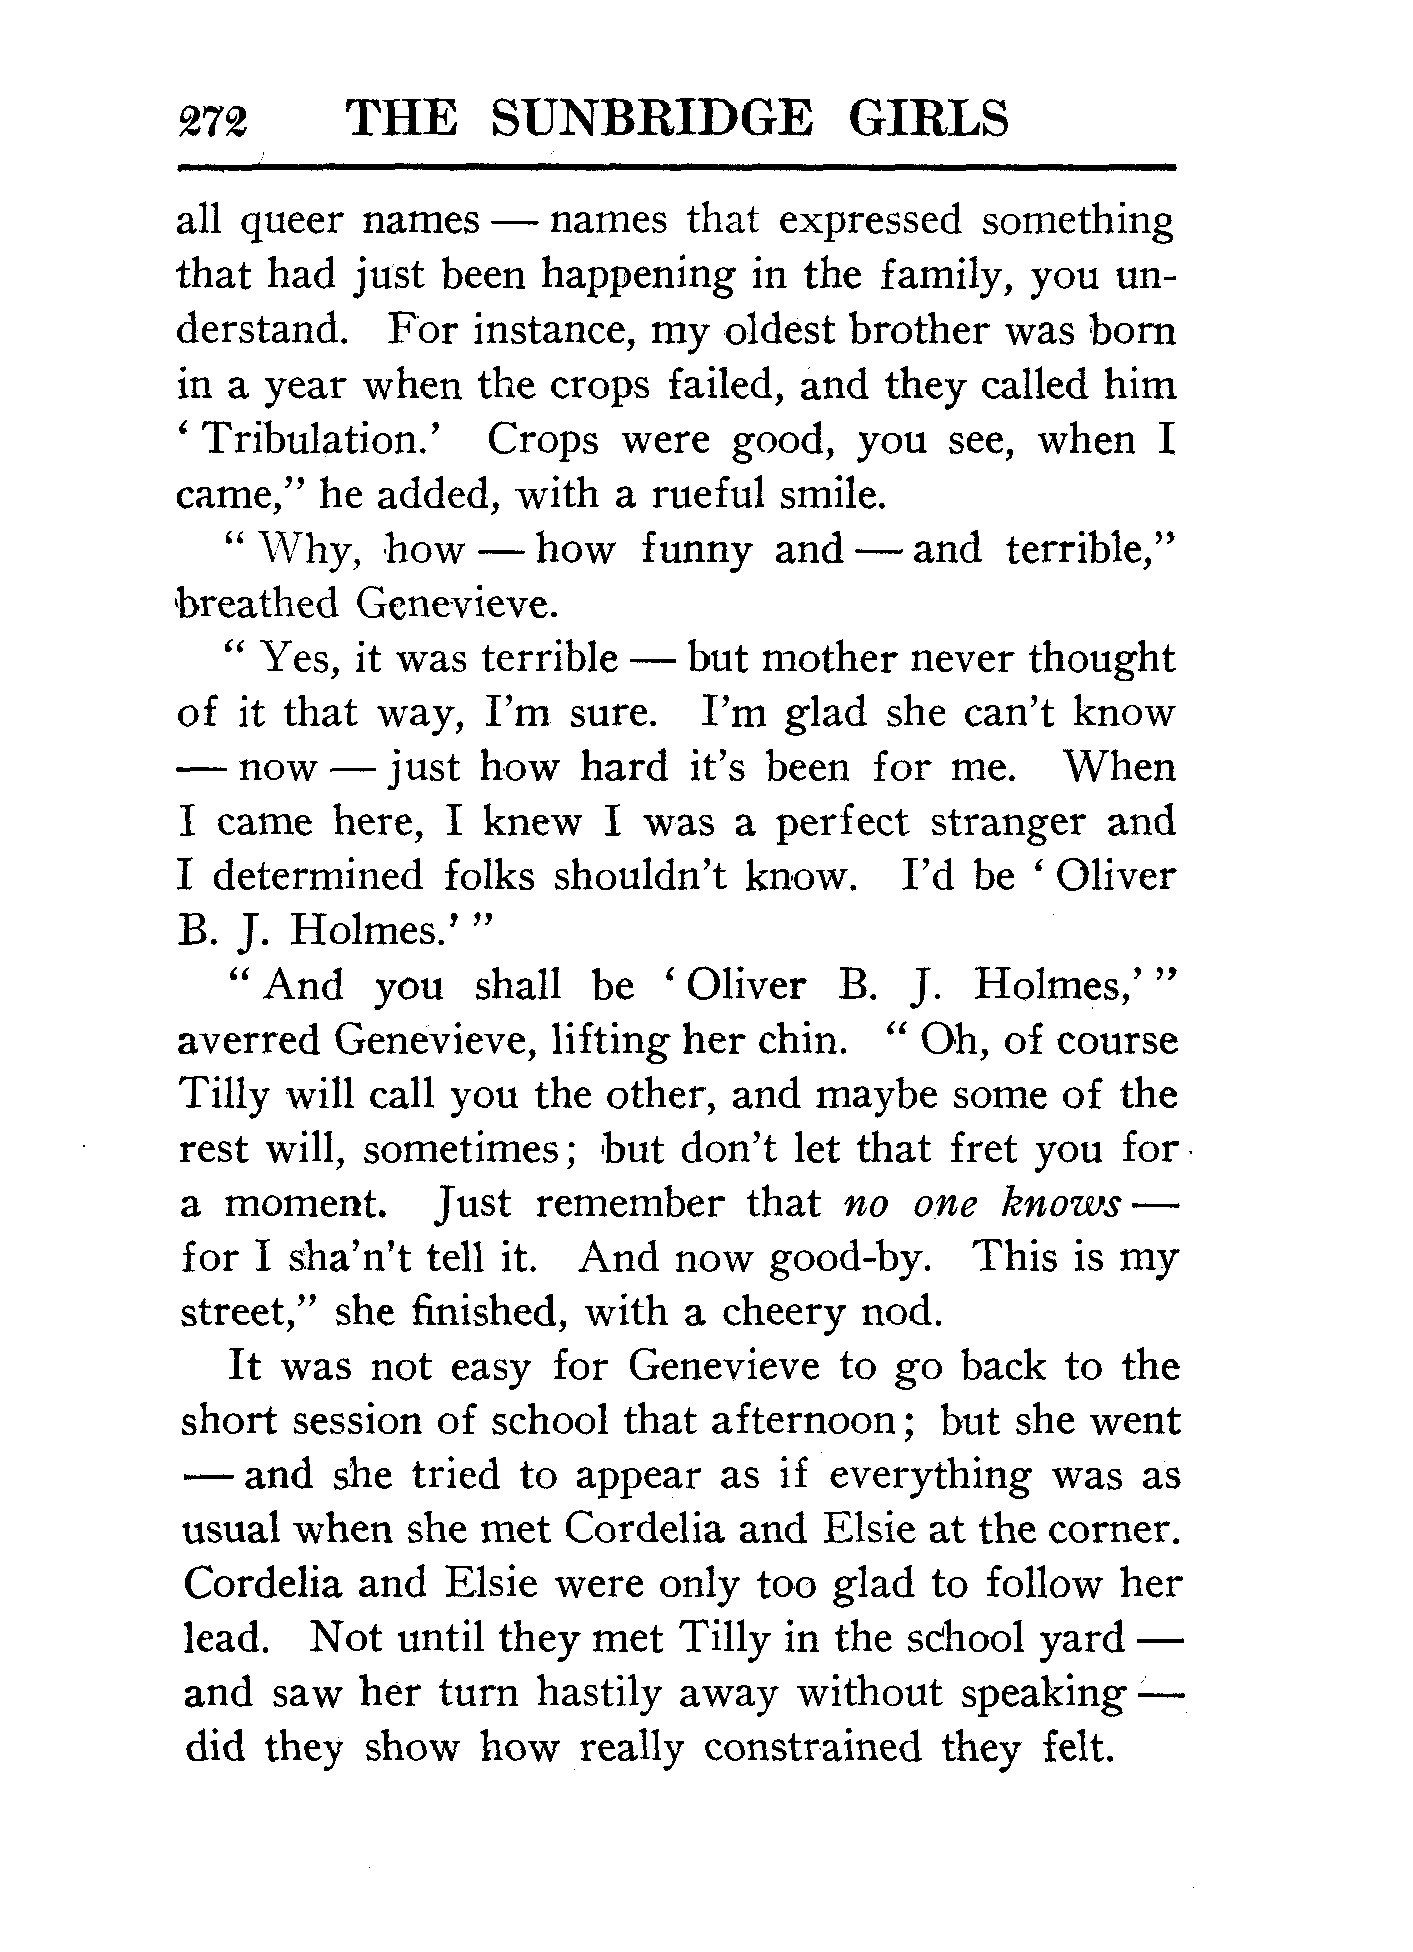 272 THE SUNBRIDGE GIRLS
all queer names — names that expressed something
that had just been happening in the family, you un-
derstand. For instance, my oldest brother was born
in a year when the crops failed, and they called him
‘ Tribulation.’ Crops were good, you see, when I
came,” he added, with a rueful smile.
“ Why, how — how funny and — and terrible,”
breathed Genevieve.
“ Yes, it was terrible — but mother never thought
of it that way, I’m sure. I’m glad she can’t know
— now — just how hard it’s been for me. When
I came here, I knew I was a perfect stranger and
I determined folks shouldn’t know. I’d be ‘ Oliver
B. J. Holmes.’ ”
“ And you shall be ‘ Oliver B. J. Holmes,’ ”
averred Genevieve, lifting her chin. “ Oh, of course
Tilly will call you the other, and maybe some of the
rest will, sometimes; but don’t let that fret you for
a moment. Just remember that no one knows —
for I sha’n’t tell it. And now good-by. This is my
street,” she finished, with a cheery nod.
It was not easy for Genevieve to go back to the
short session of school that afternoon; but she went
— and she tried to appear as if everything was as
usual when she met Cordelia and Elsie at the corner.
Cordelia and Elsie were only too glad to follow her
lead. Not until they met Tilly in the school yard —
and saw her turn hastily away without speaking —
did they show how really constrained they felt.